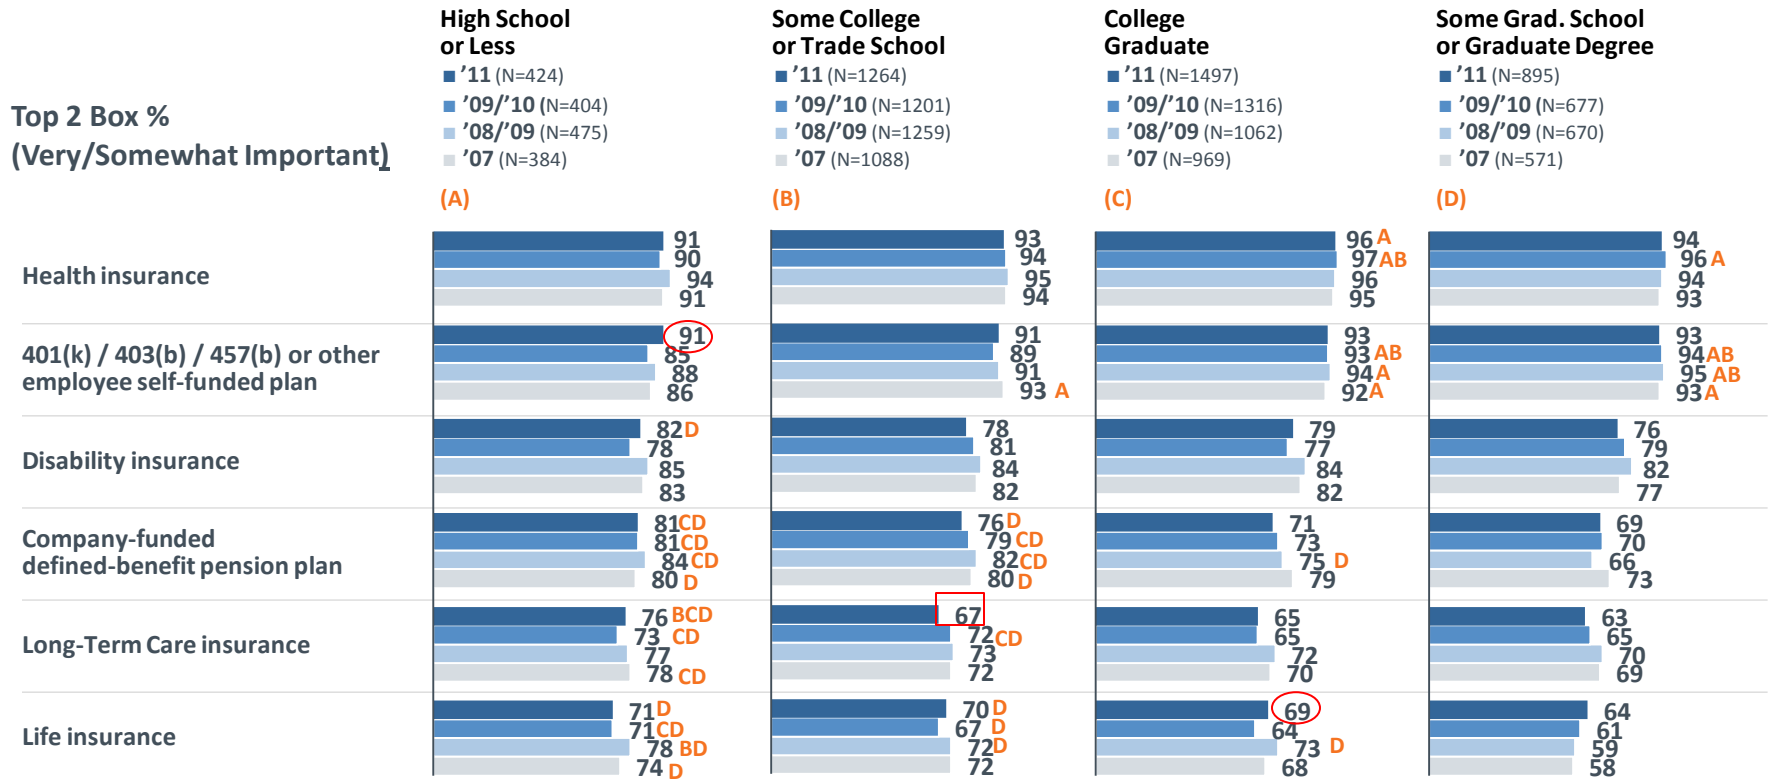 High School
or Less
■ ’11 (N=424)
■ ’09/’10 (N=404)
■ ’08/’09 (N=475)
■ ’07 (N=384)
(A)
Some College
or Trade School
■ ’11 (N=1264)
■ ’09/’10 (N=1201)
■ ’08/’09 (N=1259)
■ ’07 (N=1088)
(B)
College
Graduate
■ ’11 (N=1497)
■ ’09/’10 (N=1316)
■ ’08/’09 (N=1062)
■ ’07 (N=969)
(C)
Some Grad. School
or Graduate Degree
■ ’11 (N=895)
■ ’09/’10 (N=677)
■ ’08/’09 (N=670)
■ ’07 (N=571)
(D)
Top 2 Box %
(Very/Somewhat Important)
Health insurance
91
90
94
91
93
94
95
94
96 A
97 AB
96
95
94
96 A
94
93
401(k) / 403(b) / 457(b) or other
employee self-funded plan
91
85
88
86
91
89
91
93 A
93
93 AB
94 A
92 A
93
94 AB
95 AB
93 A
Disability insurance
82 D
78
85
83
78
81
84
82
79
77
84
82
76
79
82
77
Company-funded
defined-benefit pension plan
81 CD
81 CD
84 CD
80 D
76 D
79 CD
82 CD
80 D
71
73
75 D
79
69
70
66
73
Long-Term Care insurance
76 BCD
73 CD
77
78 CD
67
72 CD
73
72
65
65
72
70
63
65
70
69
Life insurance
71 D
71 CD
78 BD
74 D
70 D
67 D
72 D
72
69
64
73 D
68
64
61
59
58